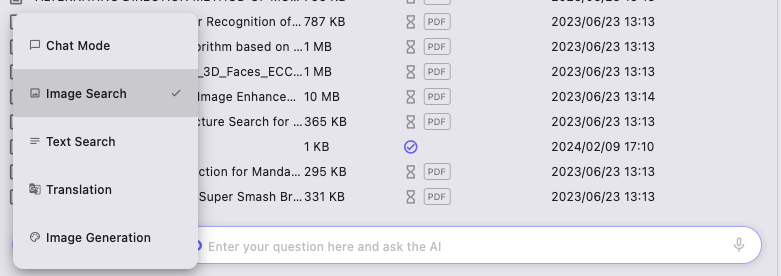 r Recognition of... 787 KB PDF 2023/06/23 13:13
Chat Mode
orithm based on ... 1 MB PDF 2023/06/23 13:13
_3D_Faces_ECC... 1 MB PDF 2023/06/23 13:13
Image Search
Image Enhance... 10 MB PDF 2023/06/23 13:14
cture Search for ... 365 KB PDF 2023/06/23 13:13
Text Search
1 KB 2024/02/09 17:10
ction for Manda... 295 KB PDF 2023/06/23 13:13
Translation
Super Smash Br... 331 KB PDF 2023/06/23 13:13
Image Generation
Enter your question here and ask the AI